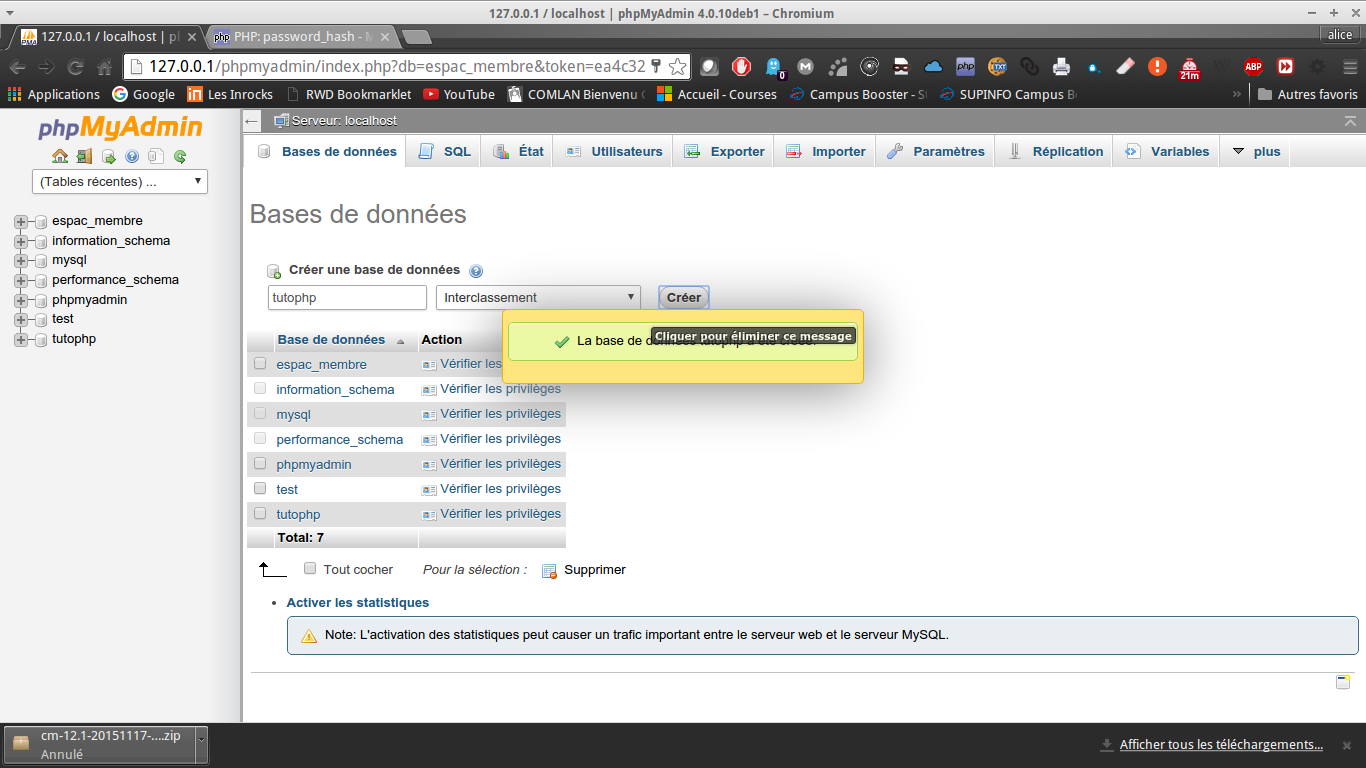 127.0.0.1 / localhost | phpMyAdmin 4.0.10deb1 – Chromium
127.0.0.1 / localhost | p
PHP: password_hash - M
alice
127.0.0.1/phpmyadmin/index.php?db=espac_membre&token=ea4c32
0
php
TXT
21m
ABP
Applications
Google
Les Inrocks
RWD Bookmarklet
YouTube
COMLAN Bienvenu
Accueil - Courses
Campus Booster - S
SUPINFO Campus B
Autres favoris
phpMyAdmin
(Tables récentes) ...
espac_membre
information_schema
mysql
performance_schema
phpmyadmin
test
tutophp
Serveur: localhost
Bases de données
SQL
État
Utilisateurs
Exporter
Importer
Paramètres
Réplication
Variables
plus
Bases de données
Créer une base de données
tutophp
Interclassement
Créer
La base de
Cliquer pour éliminer ce message
Base de données
Action
espac_membre
Vérifier les
information_schema
Vérifier les privilèges
mysql
Vérifier les privilèges
performance_schema
Vérifier les privilèges
phpmyadmin
Vérifier les privilèges
test
Vérifier les privilèges
tutophp
Vérifier les privilèges
Total: 7
Tout cocher
Pour la sélection :
Supprimer
Activer les statistiques
Note: L'activation des statistiques peut causer un trafic important entre le serveur web et le serveur MySQL.
cm-12.1-20151117-....zip
Annulé
Afficher tous les téléchargements...